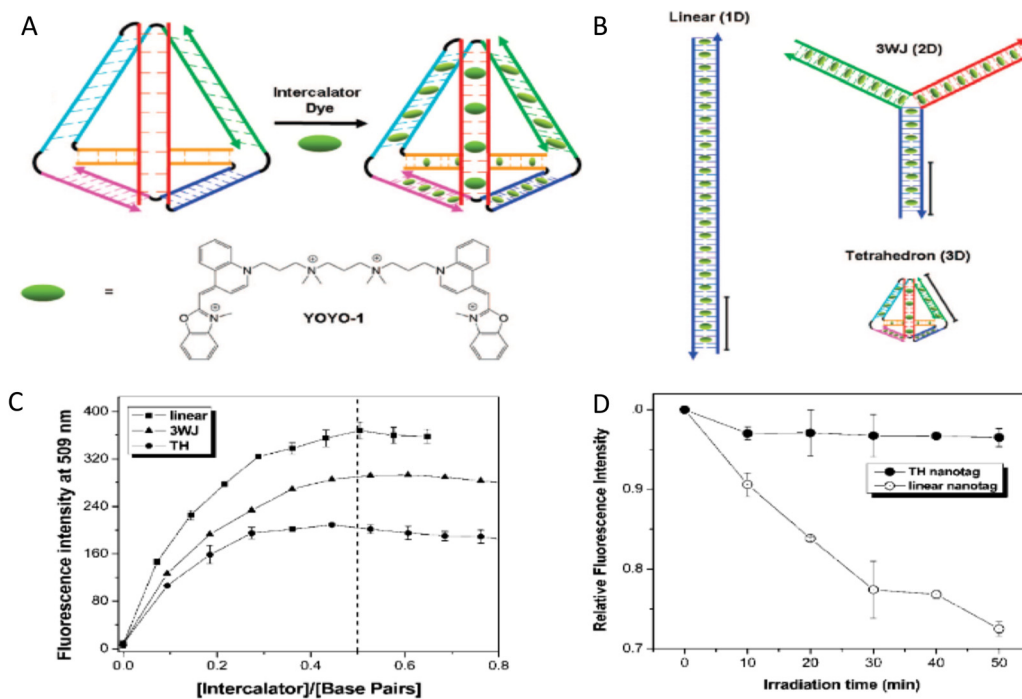 A
Intercalator
Dye
=
YOYO-1
B
Linear (1D)
3WJ (2D)
Tetrahedron (3D)
C
Fluorescence intensity at 509 nm
400
320
240
160
80
0
linear
3WJ
TH
0.0
0.2
0.4
0.6
0.8
[Intercalator]/[Base Pairs]
D
Relative Fluorescence Intensity
.0
0.9
0.8
0.7
TH nanotag
linear nanotag
0
10
20
30
40
50
Irradiation time (min)
N
N
N
N
⊕
⊕
O
N
⊕
N
⊕
O